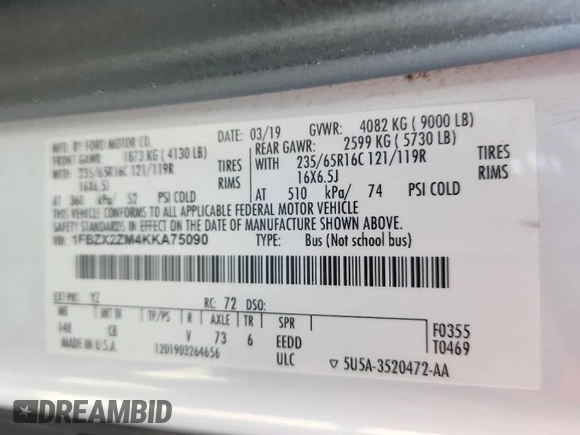 MFD. BY FORD MOTOR CO.
DATE: 03/19 GVWR: 4082 KG ( 9000 LB)
FRONT GAWR: 1873 KG ( 4130 LB)
REAR GAWR: 2599 KG ( 5730 LB)
WITH 235/65R16C 121/119R TIRES
WITH 235/65R16C 121/119R TIRES
16X6.5J RIMS
16X6.5J RIMS
AT 360 kPa/ 52 PSI COLD
AT 510 kPa/ 74 PSI COLD
THIS VEHICLE CONFORMS TO ALL APPLICABLE FEDERAL MOTOR VEHICLE
SAFETY STANDARDS IN EFFECT ON THE DATE OF MANUFACTURE SHOWN ABOVE.
VIN: 1FBZX2ZM4KKA75090
TYPE: Bus (Not school bus)
EXT PNT: YZ RC: 72 DSO:
WB INT TR TP/PS R AXLE TR SPR
148 CB V 73 6 EEDD
ULC
F0355
T0469
MADE IN U.S.A.
1201903264656
▽ 5U5A-3520472-AA
DREAMBID